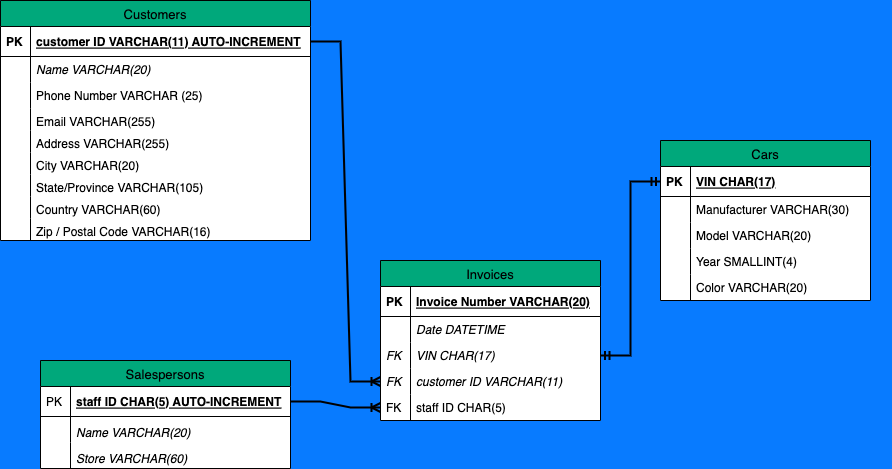 Customers
PK customer ID VARCHAR(11) AUTO-INCREMENT
Name VARCHAR(20)
Phone Number VARCHAR (25)
Email VARCHAR(255)
Address VARCHAR(255)
City VARCHAR(20)
State/Province VARCHAR(105)
Country VARCHAR(60)
Zip / Postal Code VARCHAR(16)
Cars
PK VIN CHAR(17)
Manufacturer VARCHAR(30)
Model VARCHAR(20)
Year SMALLINT(4)
Color VARCHAR(20)
Invoices
PK Invoice Number VARCHAR(20)
Date DATETIME
FK VIN CHAR(17)
FK customer ID VARCHAR(11)
FK staff ID CHAR(5)
Salespersons
PK staff ID CHAR(5) AUTO-INCREMENT
Name VARCHAR(20)
Store VARCHAR(60)